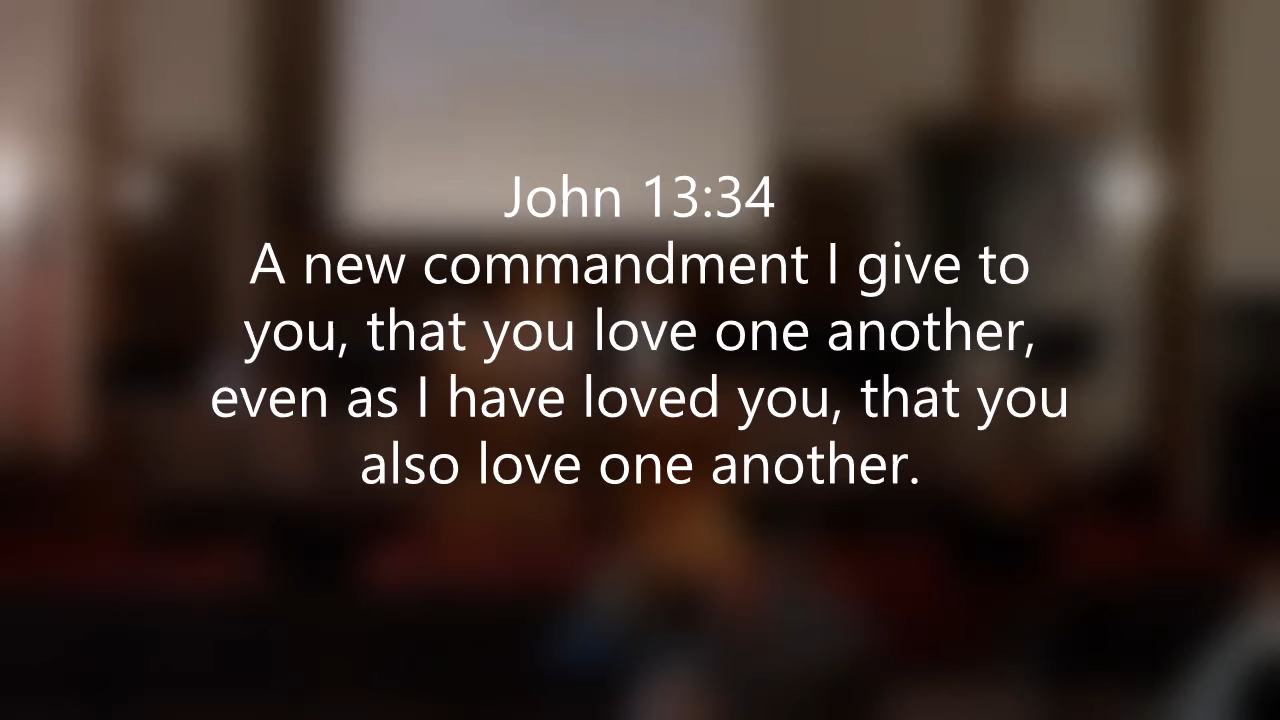 John 13:34
A new commandment I give to
you, that you love one another,
even as I have loved you, that you
also love one another.